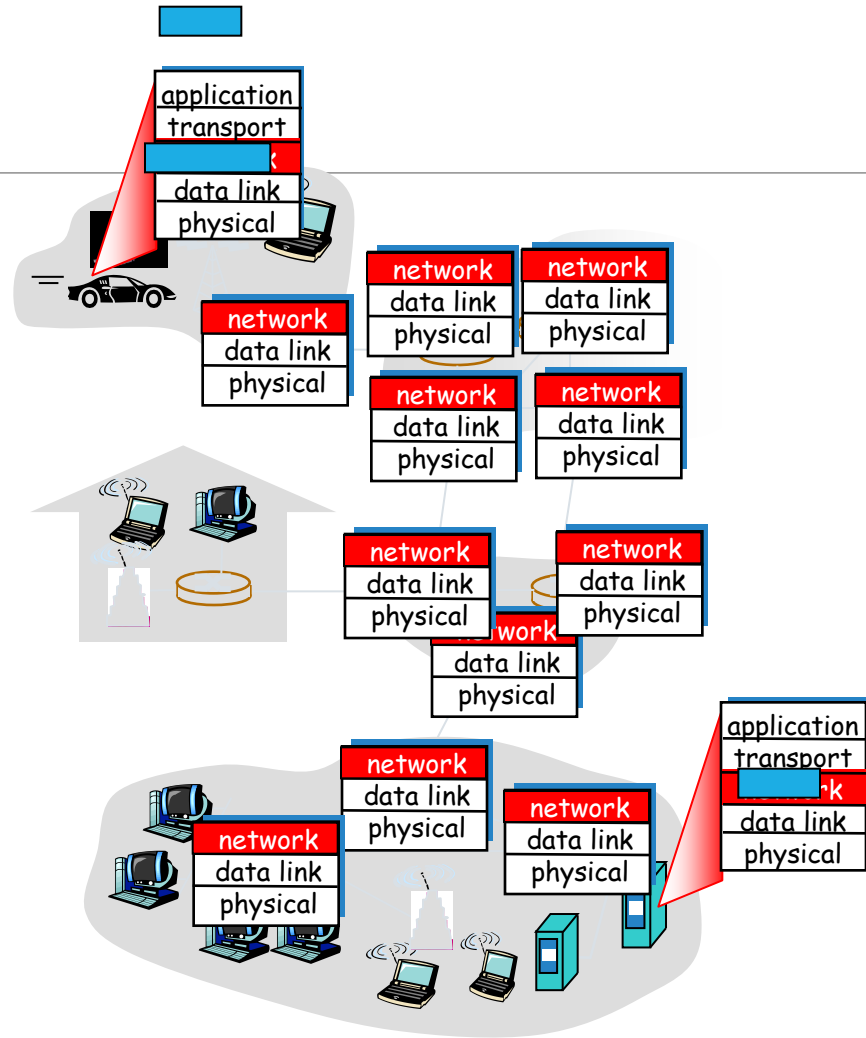 application
transport
data link
physical
network
data link
physical
network
data link
physical
network
data link
physical
network
data link
physical
network
data link
physical
network
data link
physical
network
data link
physical
data link
physical
application
transport
data link
physical
network
data link
physical
network
data link
physical
network
data link
physical